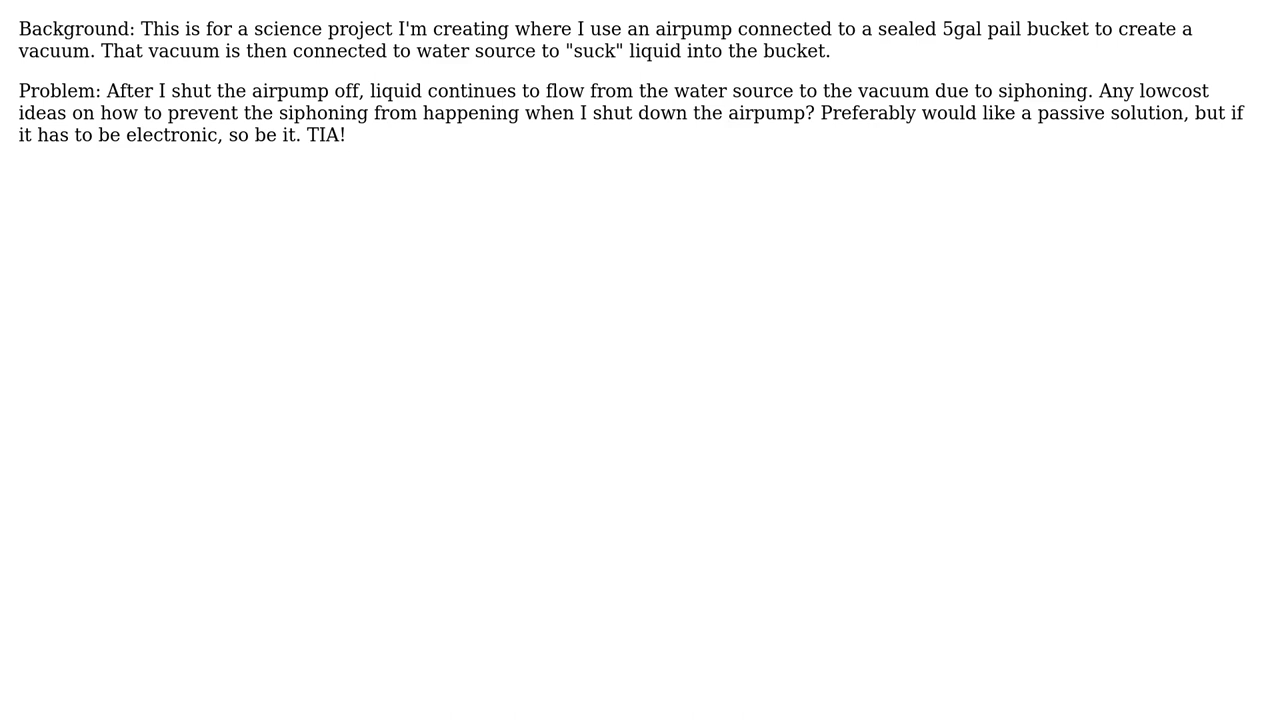 Background: This is for a science project I'm creating where I use an airpump connected to a sealed 5gal pail bucket to create a
vacuum. That vacuum is then connected to water source to "suck" liquid into the bucket.
Problem: After I shut the airpump off, liquid continues to flow from the water source to the vacuum due to siphoning. Any lowcost
ideas on how to prevent the siphoning from happening when I shut down the airpump? Preferably would like a passive solution, but if
it has to be electronic, so be it. TIA!